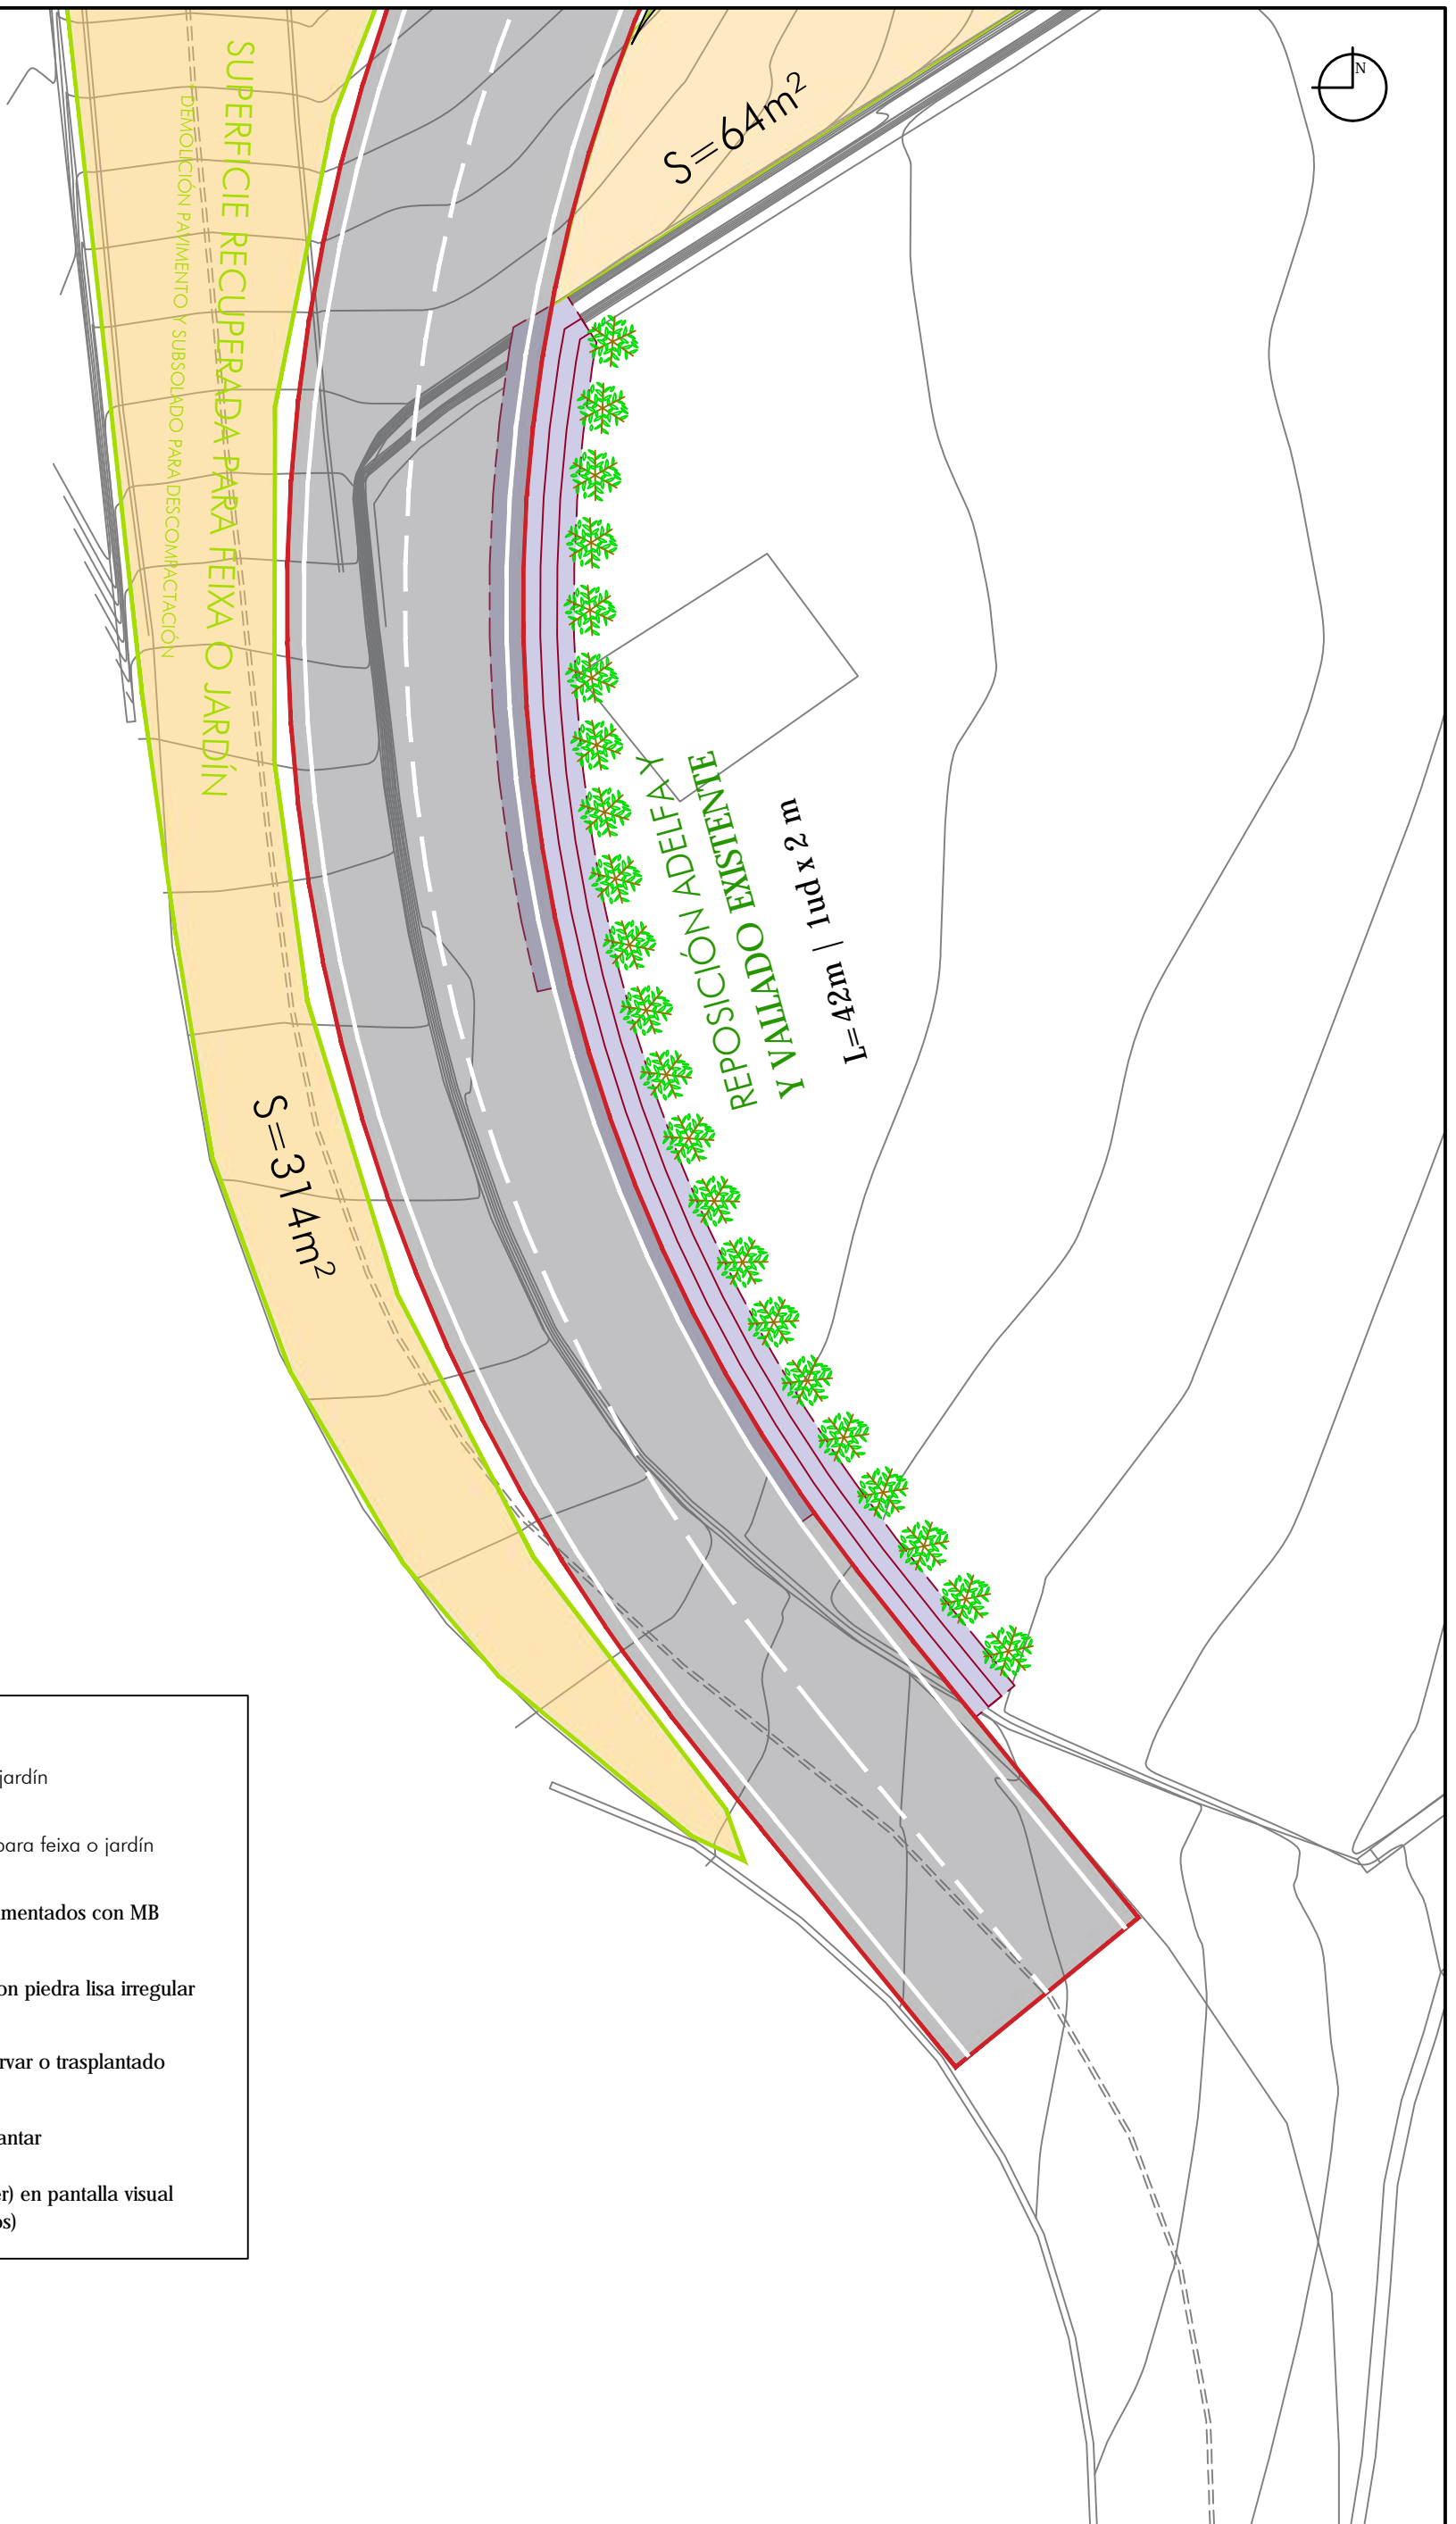 N
S=64m²
SUPERFICIE RECUPERADA PARA FEIXA O JARDÍN
* DEMOLICIÓN PAVIMENTO Y SUBSOLADO PARA DESCOMPACTACIÓN
REPOSICIÓN ADELFA Y
Y VALLADO EXISTENTE
L=42m / 1ud x 2 m
S=314m²
jardín
para feixa o jardín
mentados con MB
on piedra lisa irregular
rvar o trasplantado
antar
er) en pantalla visual
os)